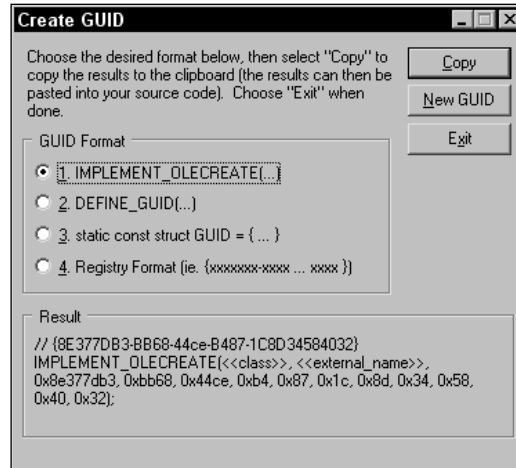 Create GUID
Choose the desired format below, then select "Copy" to
copy the results to the clipboard (the results can then be
pasted into your source code). Choose "Exit" when
done.
Copy
New GUID
Exit
GUID Format
1. IMPLEMENT_OLECREATE(...)
2. DEFINE_GUID(...)
3. static const struct GUID = { ... }
4. Registry Format (ie. {xxxxxxx-xxxx ... xxxx })
Result
// {8E377DB3-BB68-44ce-B487-1C8D34584032}
IMPLEMENT_OLECREATE(<<class>>, <<external_name>>,
0x8e377db3, 0xbb68, 0x44ce, 0xb4, 0x87, 0x1c, 0x8d, 0x34, 0x58,
0x40, 0x32);